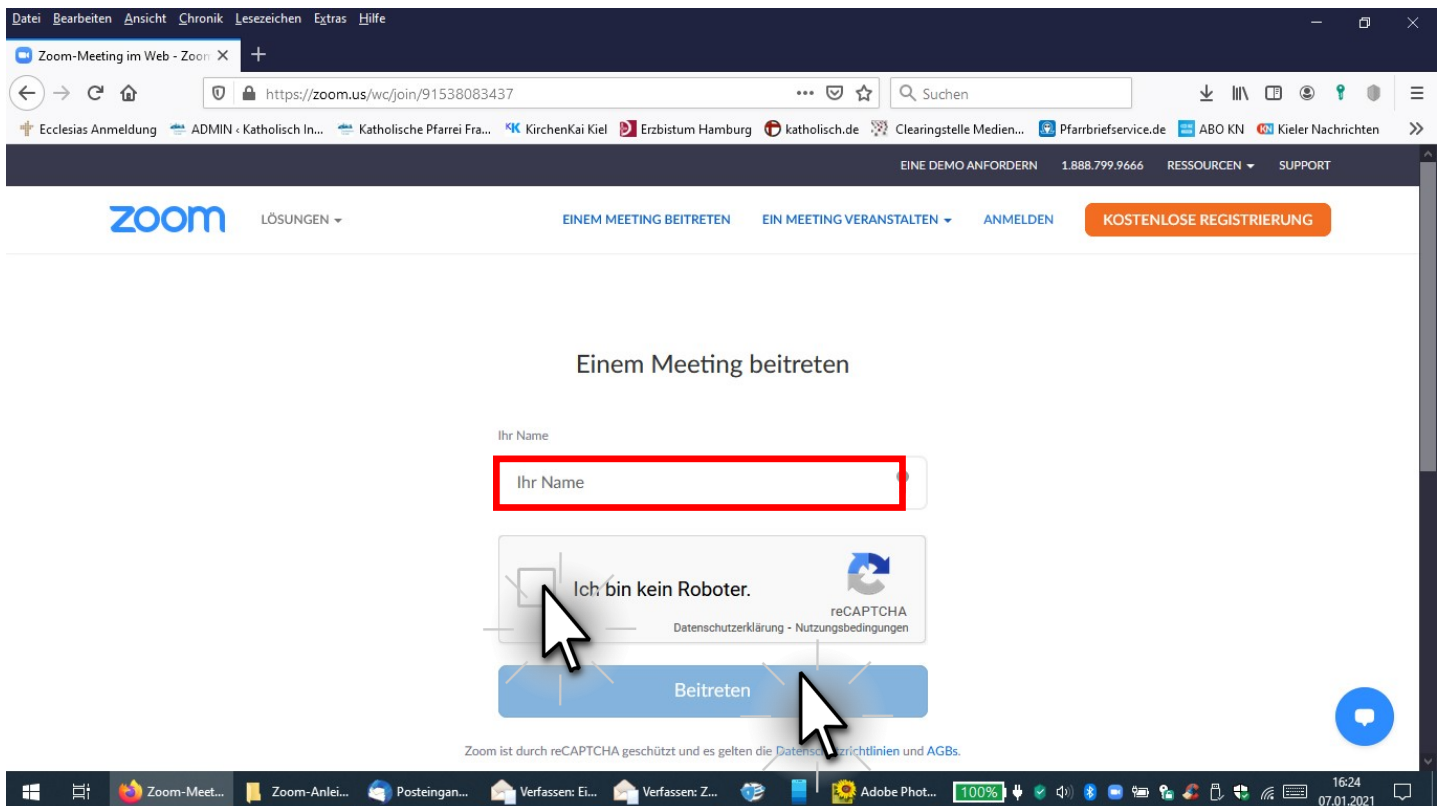 Datei Bearbeiten Ansicht Chronik Lesezeichen Extras Hilfe
Zoom-Meeting im Web - Zoom
https://zoom.us/wc/join/91538083437
Suchen
Ecclesias Anmeldung ADMIN ‹ Katholisch In... Katholische Pfarrei Fra... KK KirchenKai Kiel Erzbistum Hamburg katholisch.de Clearingstelle Medien... Pfarrbriefservice.de ABO KN KN Kieler Nachrichten
EINE DEMO ANFORDERN 1.888.799.9666 RESSOURCEN SUPPORT
zoom LÖSUNGEN EINEM MEETING BEITRETEN EIN MEETING VERANSTALTEN ANMELDEN KOSTENLOSE REGISTRIERUNG
Einem Meeting beitreten
Ihr Name
Ihr Name
Ich bin kein Roboter.
reCAPTCHA
Datenschutzerklärung - Nutzungsbedingungen
Beitreten
Zoom ist durch reCAPTCHA geschützt und es gelten die Datenschutzrichtlinien und AGBs.
Zoom-Meet... Zoom-Anlei... Posteingan... Verfassen: Ei... Verfassen: Z... Adobe Phot... 100% 16:24
07.01.2021